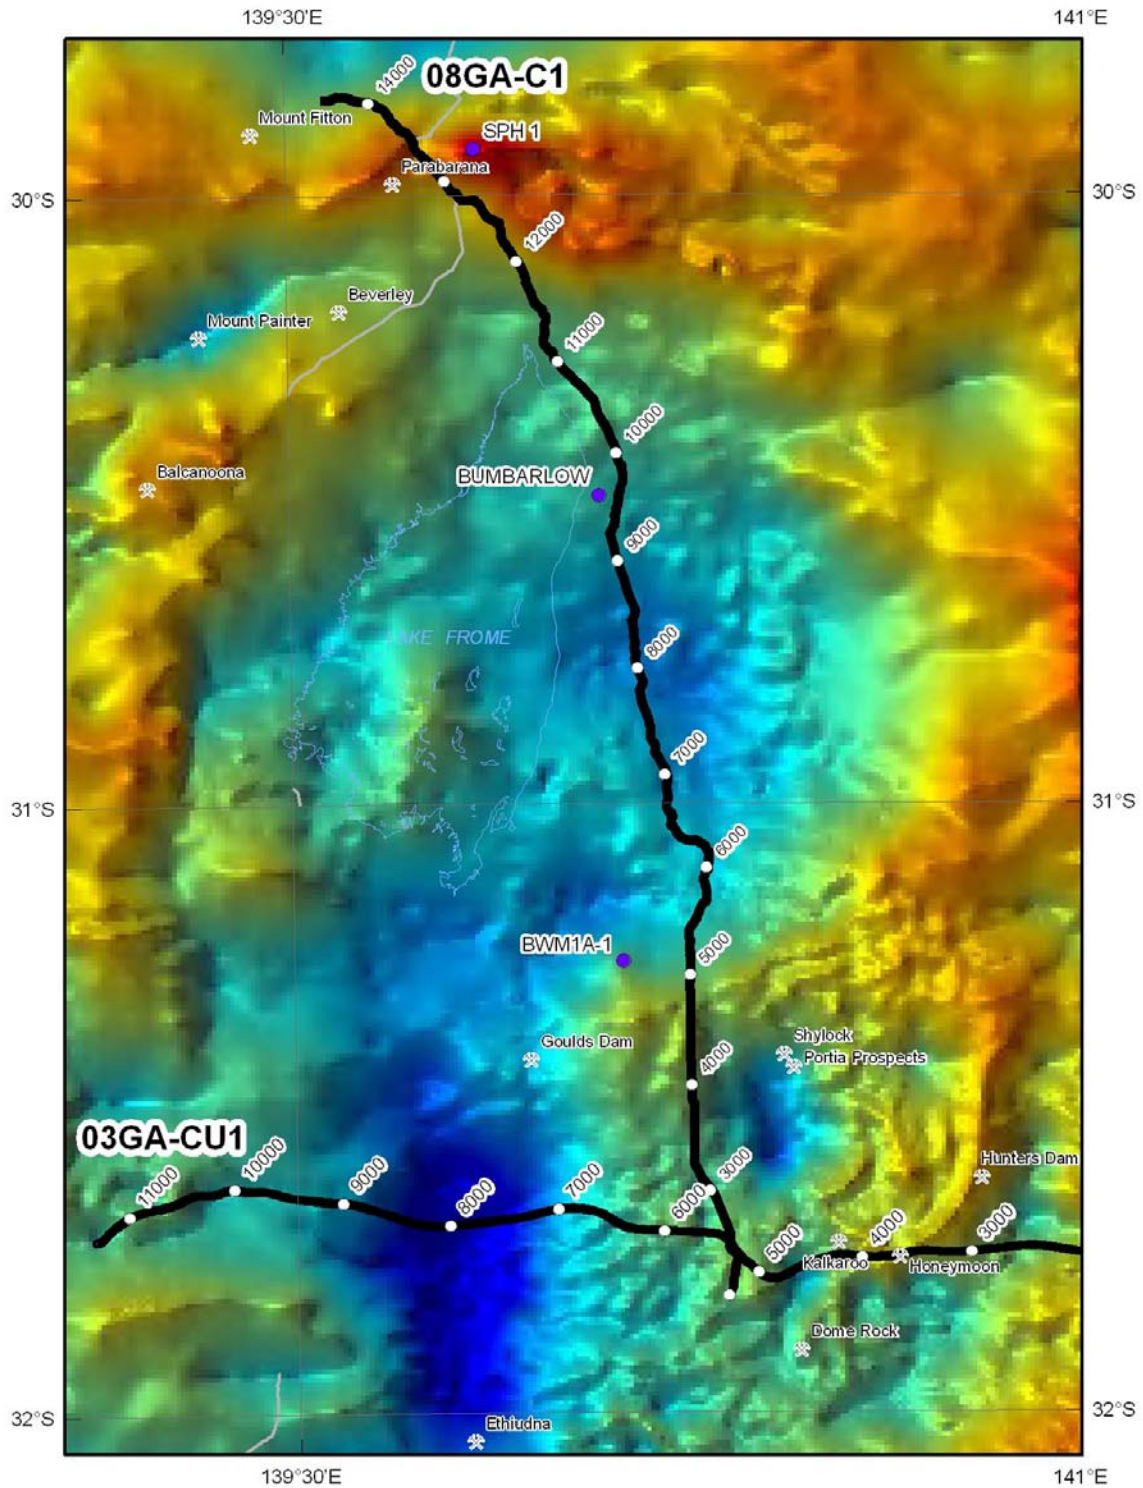 139°30'E
141°E
14000
08GA-C1
Mount Fitton
SPH 1
Parabarana
30°S
30°S
12000
Beverley
Mount Painter
11000
10000
Balcanoona
BUMBARLOW
9000
LAKE FROME
8000
7000
31°S
31°S
6000
BWM1A-1
5000
Goulds Dam
Shylock
Portia Prospects
4000
03GA-CU1
Hunters Dam
11000
10000
9000
8000
7000
6000
3000
5000
4000
3000
Kalkaroo
Honeymoon
Dome Rock
32°S
32°S
Ethiudna
139°30'E
141°E